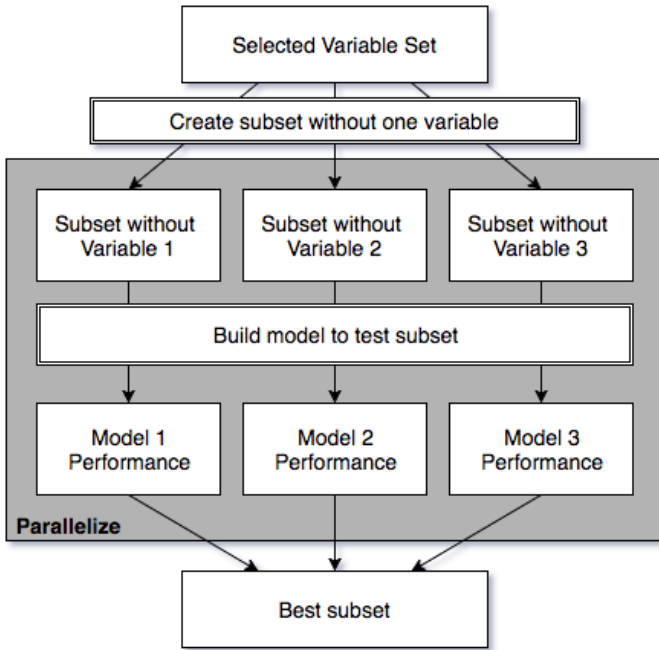 Selected Variable Set
Create subset without one variable
Subset without
Variable 1
Subset without
Variable 2
Subset without
Variable 3
Build model to test subset
Model 1
Performance
Model 2
Performance
Model 3
Performance
Parallelize
Best subset